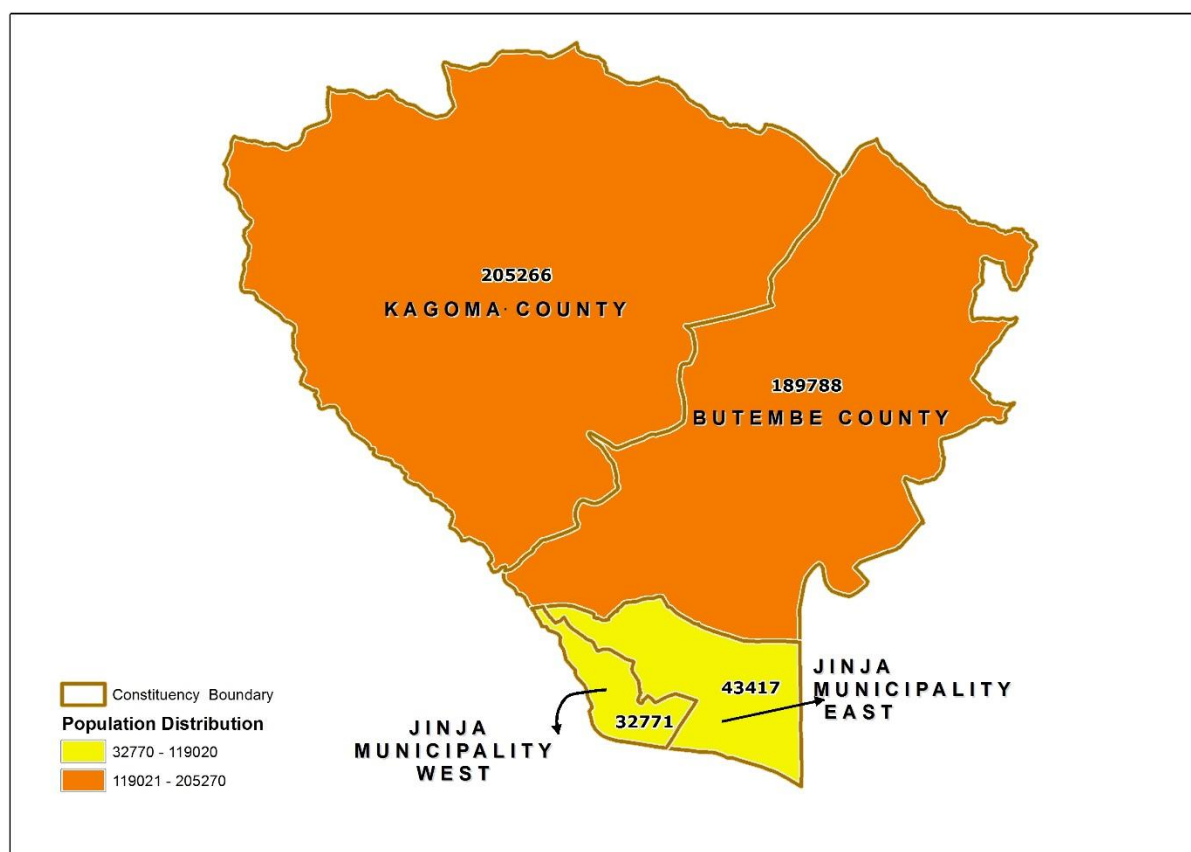 205266
KAGOMA COUNTY
189788
BUTEMBE COUNTY
43417
32771
JINJA
MUNICIPALITY
EAST
JINJA
MUNICIPALITY
WEST
Constituency Boundary
Population Distribution
32770 - 119020
119021 - 205270